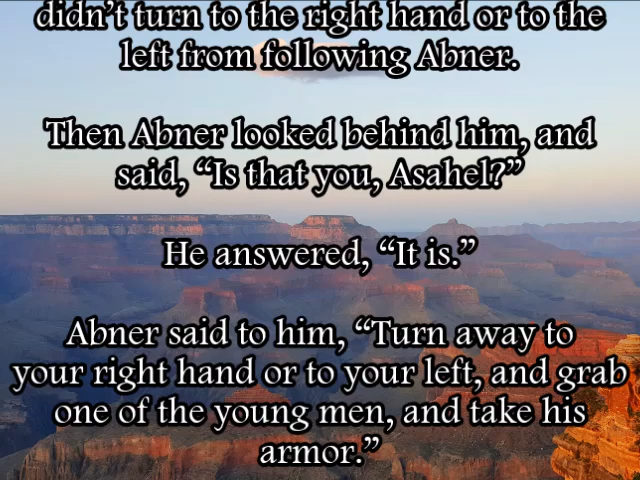 didn’t turn to the right hand or to the
left from following Abner.
Then Abner looked behind him, and
said, “Is that you, Asahel?”
He answered, “It is.”
Abner said to him, “Turn away to
your right hand or to your left, and grab
one of the young men, and take his
armor.”